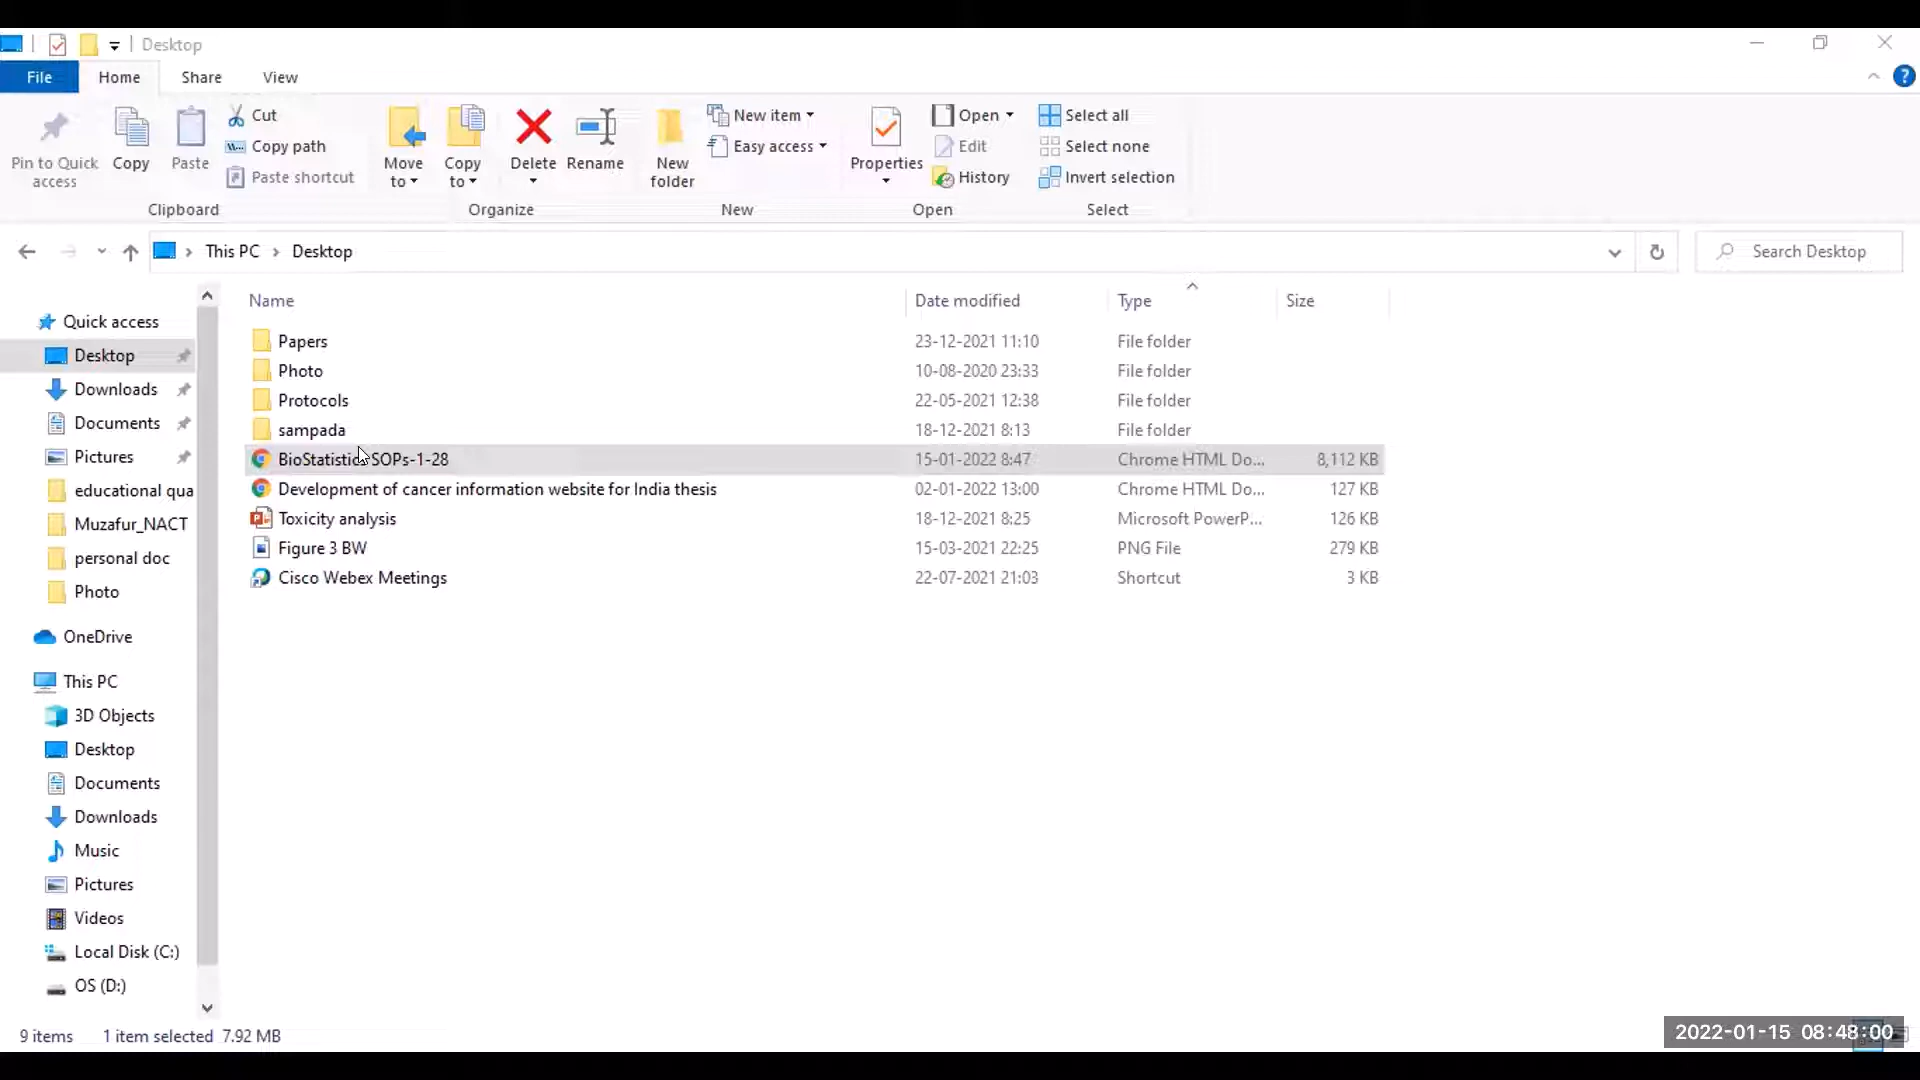 Desktop
File Home Share View
Pin to Quick access
Copy
Paste
Cut
Copy path
Paste shortcut
Clipboard
Move to
Copy to
Delete
Rename
Organize
New folder
New item
Easy access
New
Properties
Open
Edit
History
Open
Select all
Select none
Invert selection
Select
This PC Desktop
Search Desktop
Name Date modified Type Size
Papers 23-12-2021 11:10 File folder
Photo 10-08-2020 23:33 File folder
Protocols 22-05-2021 12:38 File folder
sampada 18-12-2021 8:13 File folder
SOPs-1-28 15-01-2022 8:47 Chrome HTML Do... 8,112 KB
Development of cancer information website for India thesis 02-01-2022 13:00 Chrome HTML Do... 127 KB
Toxicity analysis 18-12-2021 8:25 Microsoft PowerP... 126 KB
Figure 3 BW 15-03-2021 22:25 PNG File 279 KB
Cisco Webex Meetings 22-07-2021 21:03 Shortcut 3 KB
Quick access
Desktop
Downloads
Documents
Pictures
educational qua
Muzafur_NACT
personal doc
Photo
OneDrive
This PC
3D Objects
Desktop
Documents
Downloads
Music
Pictures
Videos
Local Disk (C:)
OS (D:)
9 items 1 item selected 7.92 MB
2022-01-15 08:48:00